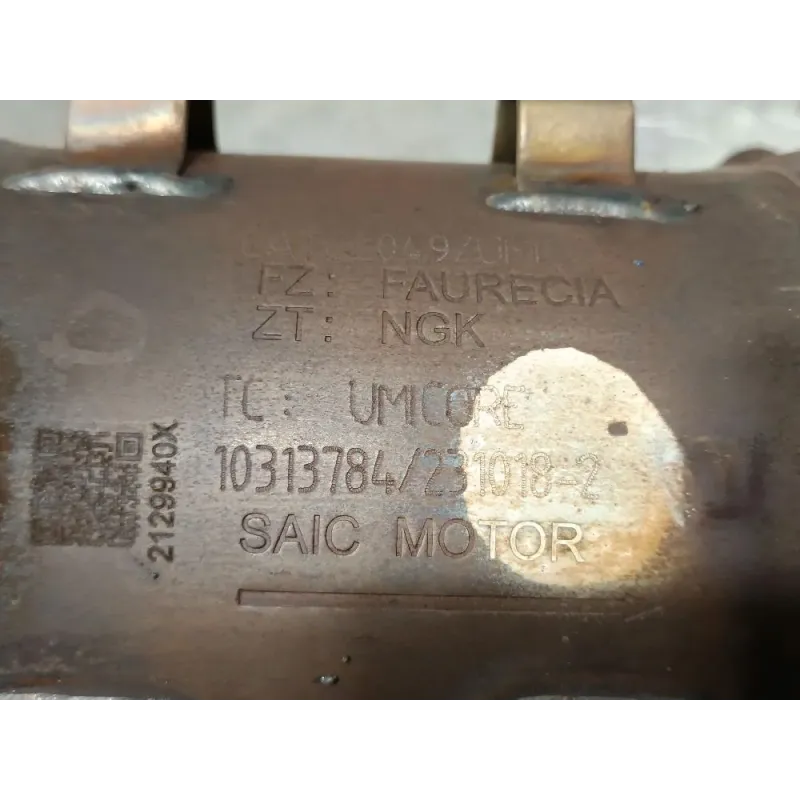 FZ: FAURECIA
ZT: NGK
TC: UMICORE
10313784/231018-2
SAIC MOTOR
2129940X